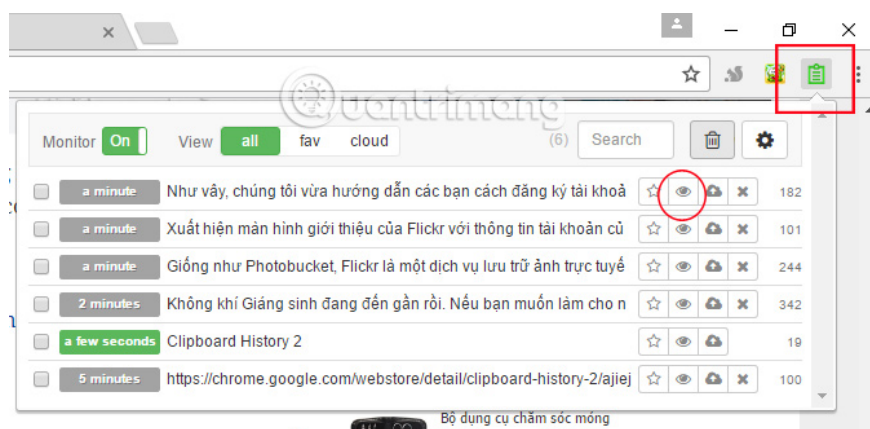 Quantrimang
Monitor On View all fav cloud (6) Search
a minute Như vây, chúng tôi vừa hướng dẫn các bạn cách đăng ký tài khoả 182
a minute Xuất hiện màn hình giới thiệu của Flickr với thông tin tài khoản củ 101
a minute Giống như Photobucket, Flickr là một dịch vụ lưu trữ ảnh trực tuyế 244
2 minutes Không khí Giáng sinh đang đến gần rồi. Nếu bạn muốn làm cho n 342
a few seconds Clipboard History 2 19
5 minutes https://chrome.google.com/webstore/detail/clipboard-history-2/ajiej 100
Bộ dụng cụ chăm sóc móng